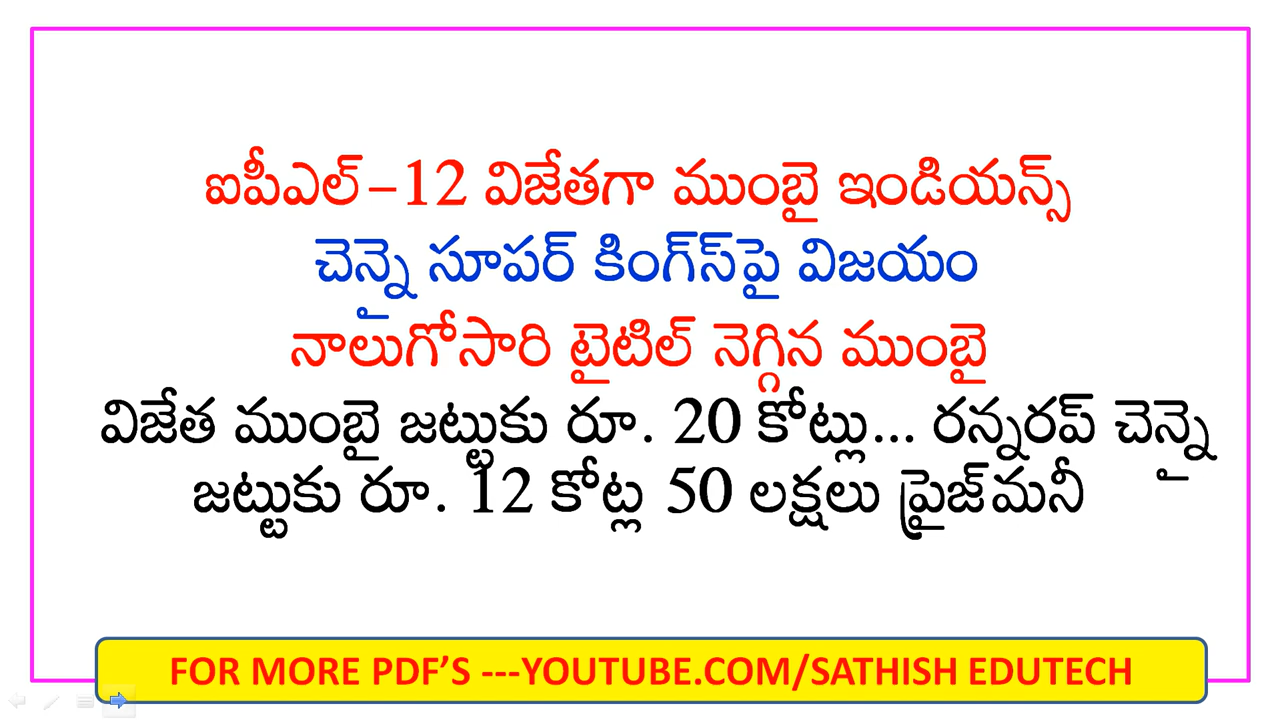 ఐపీఎల్-12 విజేతగా ముంబై ఇండియన్స్
చెన్నై సూపర్ కింగ్‌స్‌పై విజయం
నాలుగోసారి టైటిల్ నెగ్గిన ముంబై
విజేత ముంబై జట్టుకు రూ. 20 కోట్లు... రన్నరప్ చెన్నై
జట్టుకు రూ. 12 కోట్ల 50 లక్షలు ప్రైజ్‌మనీ
FOR MORE PDF’S ---YOUTUBE.COM/SATHISH EDUTECH